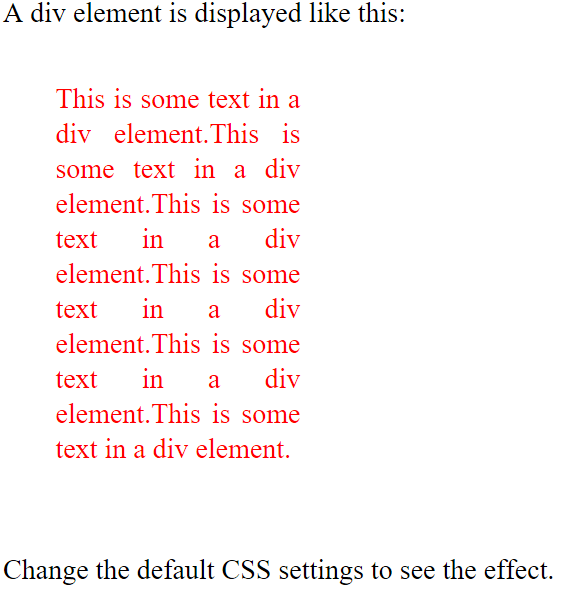 A div element is displayed like this:
This is some text in a
div element.This is
some text in a div
element.This is some
text in a div
element.This is some
text in a div
element.This is some
text in a div
element.This is some
text in a div element.
Change the default CSS settings to see the effect.